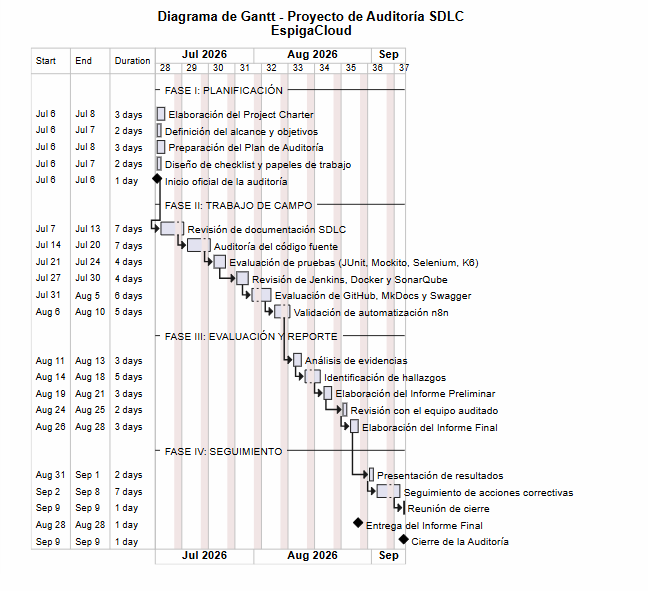 Diagrama de Gantt - Proyecto de Auditoría SDLC
EspigaCloud
Start End Duration Jul 2026 Aug 2026 Sep
28 29 30 31 32 33 34 35 36 37
FASE I: PLANIFICACIÓN
Jul 6 Jul 8 3 days Elaboración del Project Charter
Jul 6 Jul 7 2 days Definición del alcance y objetivos
Jul 6 Jul 8 3 days Preparación del Plan de Auditoría
Jul 6 Jul 7 2 days Diseño de checklist y papeles de trabajo
Jul 6 Jul 6 1 day Inicio oficial de la auditoría
FASE II: TRABAJO DE CAMPO
Jul 7 Jul 13 7 days Revisión de documentación SDLC
Jul 14 Jul 20 7 days Auditoría del código fuente
Jul 21 Jul 24 4 days Evaluación de pruebas (JUnit, Mockito, Selenium, K6)
Jul 27 Jul 30 4 days Revisión de Jenkins, Docker y SonarQube
Jul 31 Aug 5 6 days Evaluación de GitHub, MkDocs y Swagger
Aug 6 Aug 10 5 days Validación de automatización n8n
FASE III: EVALUACIÓN Y REPORTE
Aug 11 Aug 13 3 days Análisis de evidencias
Aug 14 Aug 18 5 days Identificación de hallazgos
Aug 19 Aug 21 3 days Elaboración del Informe Preliminar
Aug 24 Aug 25 2 days Revisión con el equipo auditado
Aug 26 Aug 28 3 days Elaboración del Informe Final
FASE IV: SEGUIMIENTO
Aug 31 Sep 1 2 days Presentación de resultados
Sep 2 Sep 8 7 days Seguimiento de acciones correctivas
Sep 9 Sep 9 1 day Reunión de cierre
Aug 28 Aug 28 1 day Entrega del Informe Final
Sep 9 Sep 9 1 day Cierre de la Auditoría
Jul 2026 Aug 2026 Sep